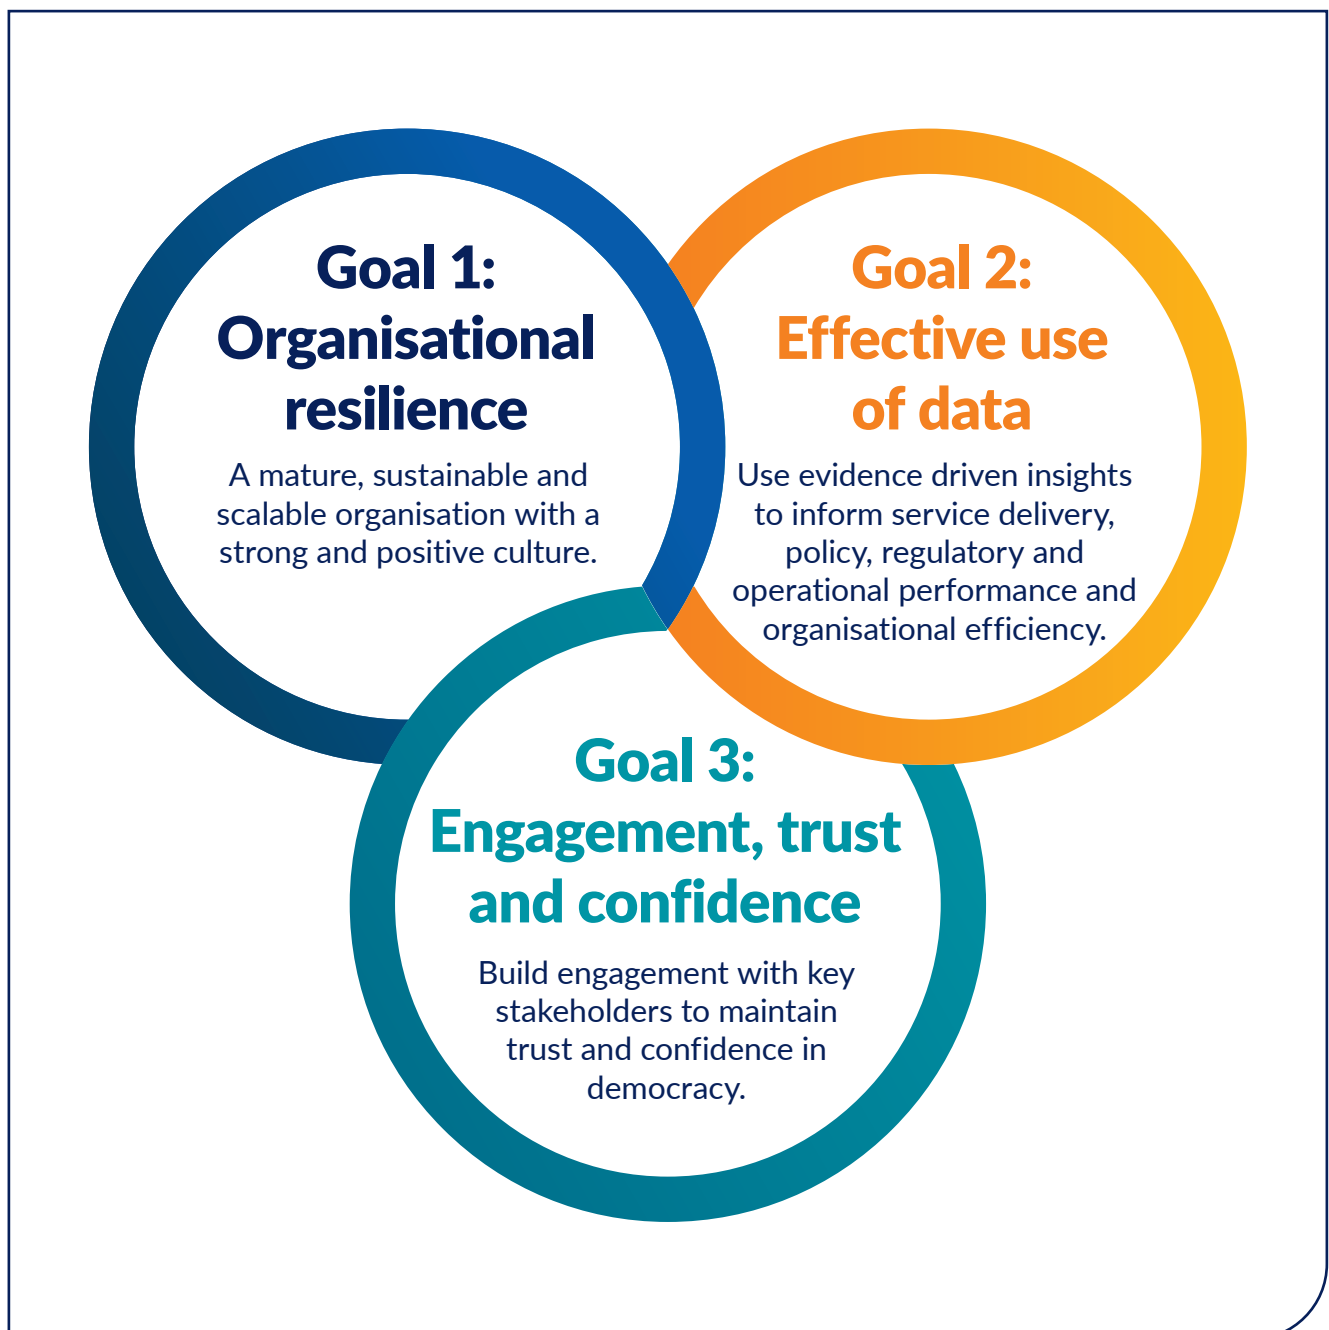 Goal 1:
Organisational
resilience
A mature, sustainable and
scalable organisation with a
strong and positive culture.
Goal 2:
Effective use
of data
Use evidence driven insights
to inform service delivery,
policy, regulatory and
operational performance and
organisational efficiency.
Goal 3:
Engagement, trust
and confidence
Build engagement with key
stakeholders to maintain
trust and confidence in
democracy.